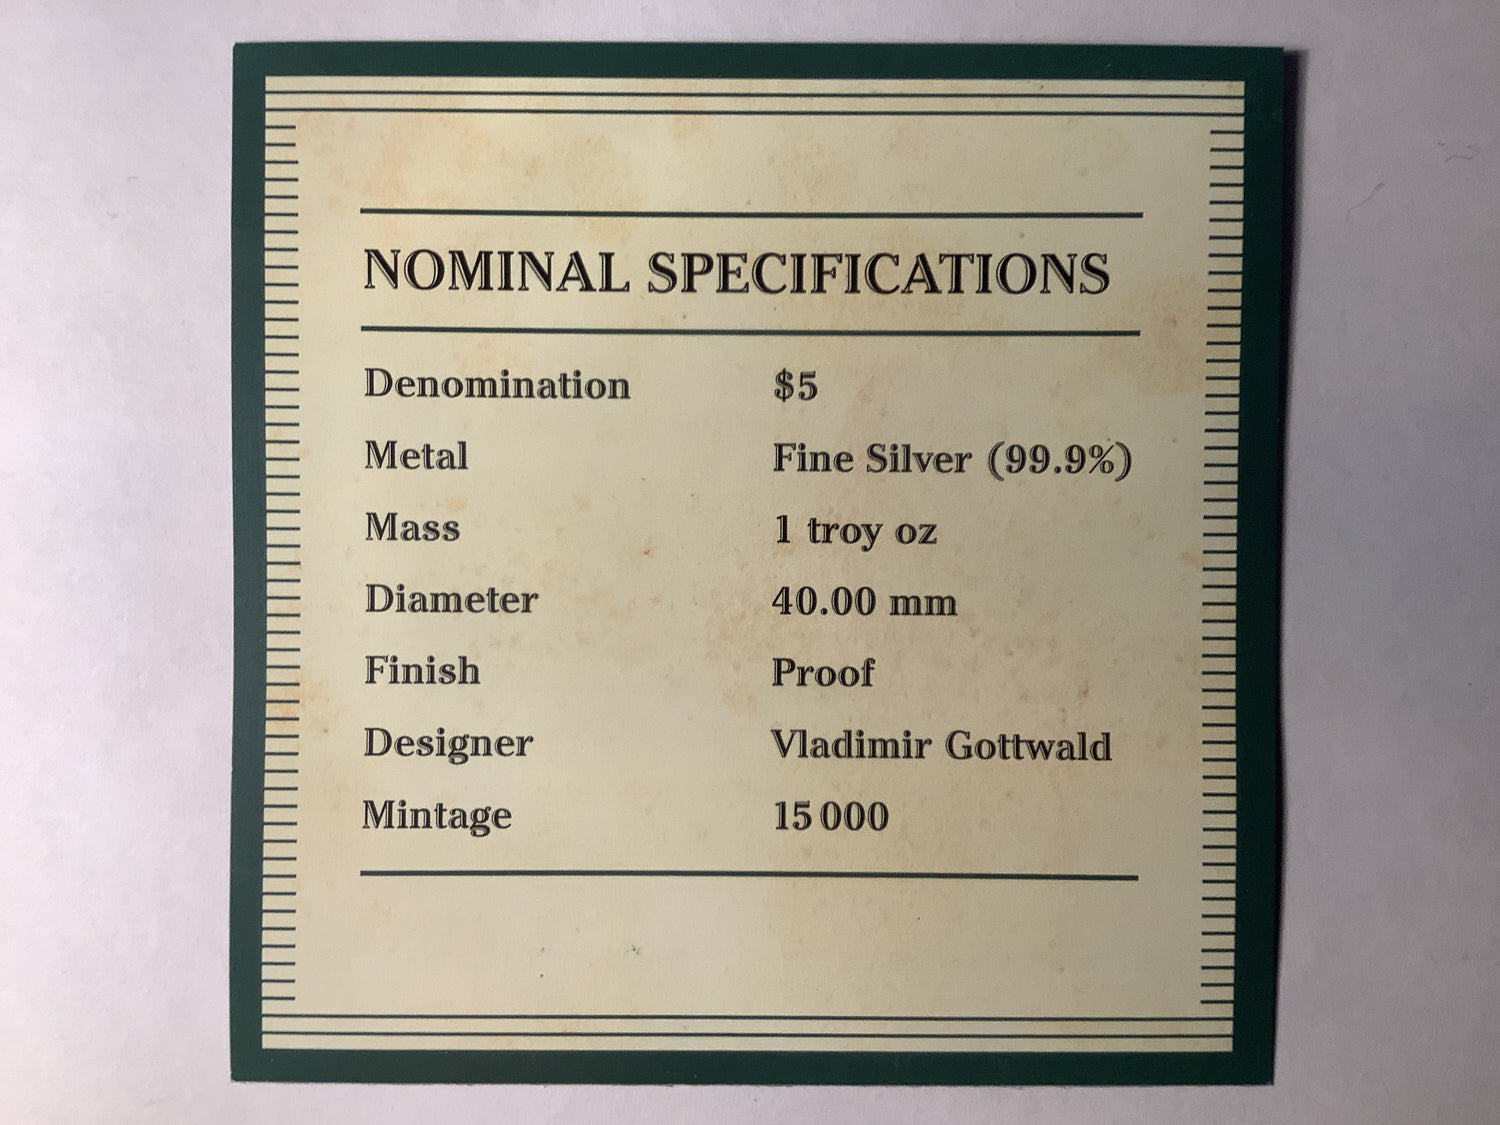 NOMINAL SPECIFICATIONS
Denomination $5
Metal Fine Silver (99.9%)
Mass 1 troy oz
Diameter 40.00 mm
Finish Proof
Designer Vladimir Gottwald
Mintage 15 000